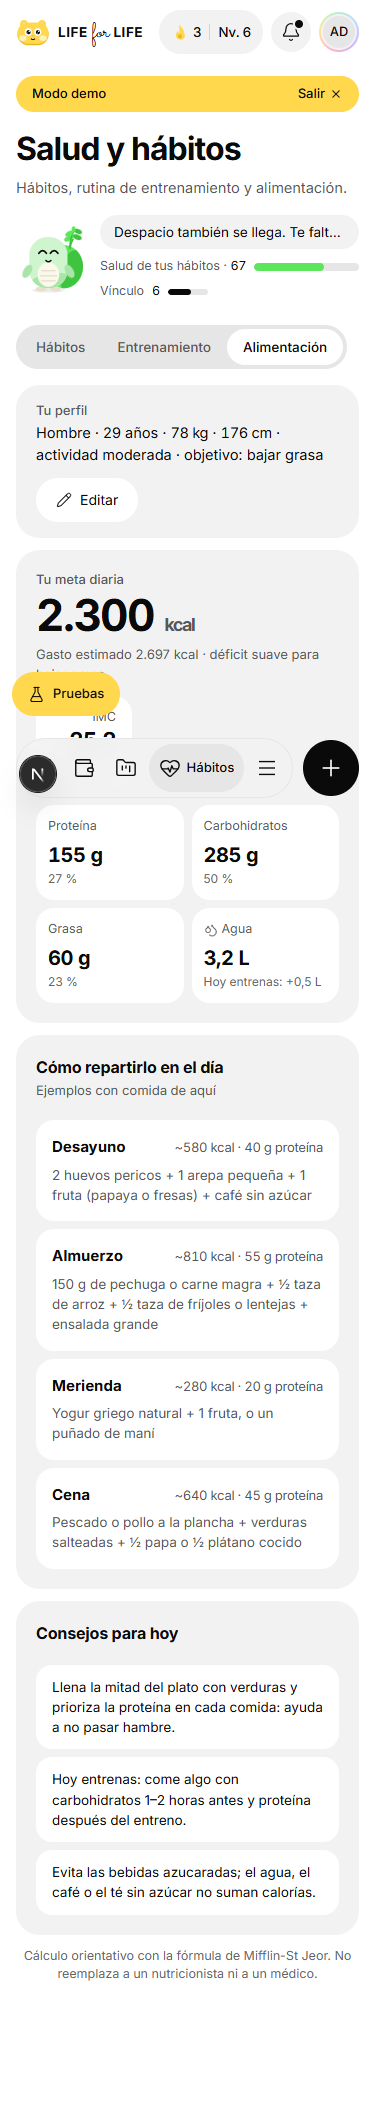 LIFE for LIFE
3
Nv. 6
AD
Modo demo
Salir ×
Salud y hábitos
Hábitos, rutina de entrenamiento y alimentación.
Despacio también se llega. Te falt...
Salud de tus hábitos · 67
Vínculo 6
Hábitos
Entrenamiento
Alimentación
Tu perfil
Hombre · 29 años · 78 kg · 176 cm ·
actividad moderada · objetivo: bajar grasa
Editar
Tu meta diaria
2.300 kcal
Gasto estimado 2.697 kcal · déficit suave para
Pruebas
IMC
N
Hábitos
Proteína
155 g
27 %
Carbohidratos
285 g
50 %
Grasa
60 g
23 %
Agua
3,2 L
Hoy entrenas: +0,5 L
Cómo repartirlo en el día
Ejemplos con comida de aquí
Desayuno
~580 kcal · 40 g proteína
2 huevos pericos + 1 arepa pequeña + 1
fruta (papaya o fresas) + café sin azúcar
Almuerzo
~810 kcal · 55 g proteína
150 g de pechuga o carne magra + ½ taza
de arroz + ½ taza de fríjoles o lentejas +
ensalada grande
Merienda
~280 kcal · 20 g proteína
Yogur griego natural + 1 fruta, o un
puñado de maní
Cena
~640 kcal · 45 g proteína
Pescado o pollo a la plancha + verduras
salteadas + ½ papa o ½ plátano cocido
Consejos para hoy
Llena la mitad del plato con verduras y
prioriza la proteína en cada comida: ayuda
a no pasar hambre.
Hoy entrenas: come algo con
carbohidratos 1–2 horas antes y proteína
después del entreno.
Evita las bebidas azucaradas; el agua, el
café o el té sin azúcar no suman calorías.
Cálculo orientativo con la fórmula de Mifflin-St Jeor. No
reemplaza a un nutricionista ni a un médico.